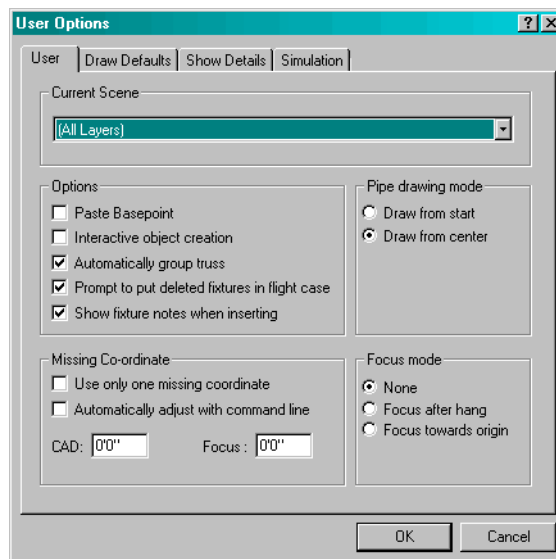 User Options
User
Draw Defaults
Show Details
Simulation
Current Scene
(All Layers)
Options
Paste Basepoint
Interactive object creation
Automatically group truss
Prompt to put deleted fixtures in flight case
Show fixture notes when inserting
Pipe drawing mode
Draw from start
Draw from center
Missing Co-ordinate
Use only one missing coordinate
Automatically adjust with command line
CAD: 0'0" Focus : 0'0"
Focus mode
None
Focus after hang
Focus towards origin
OK
Cancel